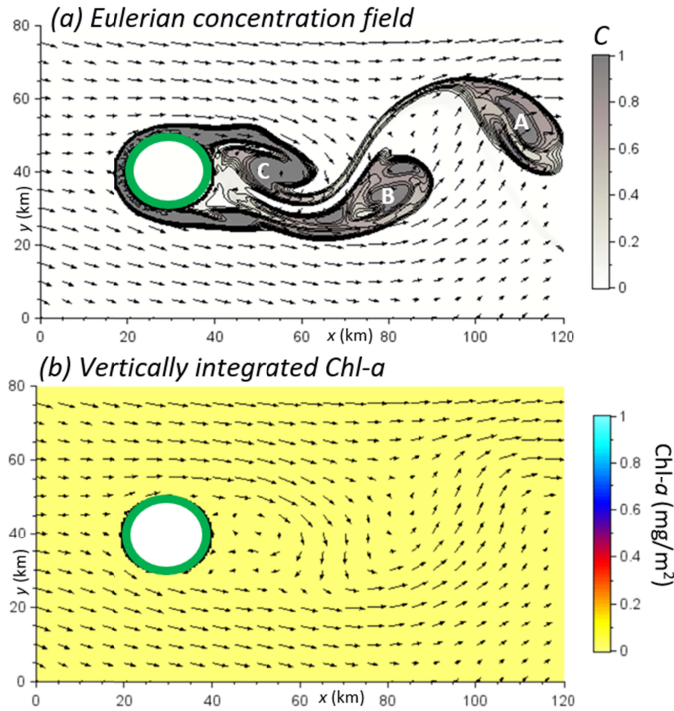 (a) Eulerian concentration field
C
80
60
40
20
0
y (km)
A
B
C
0 20 40 60 80 100 120
x (km)
1
0.8
0.6
0.4
0.2
0
(b) Vertically integrated Chl-a
80
60
40
20
0
y (km)
0 20 40 60 80 100 120
x (km)
1
0.8
0.6
0.4
0.2
0
Chl-a (mg/m²)